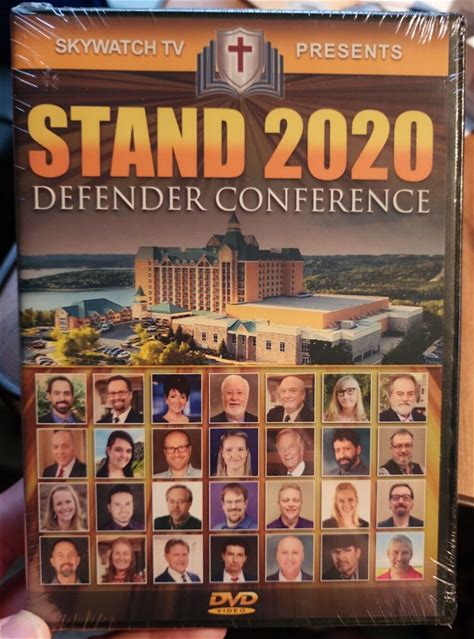 SKYWATCH TV PRESENTS
STAND 2020
DEFENDER CONFERENCE
DVD
VIDEO